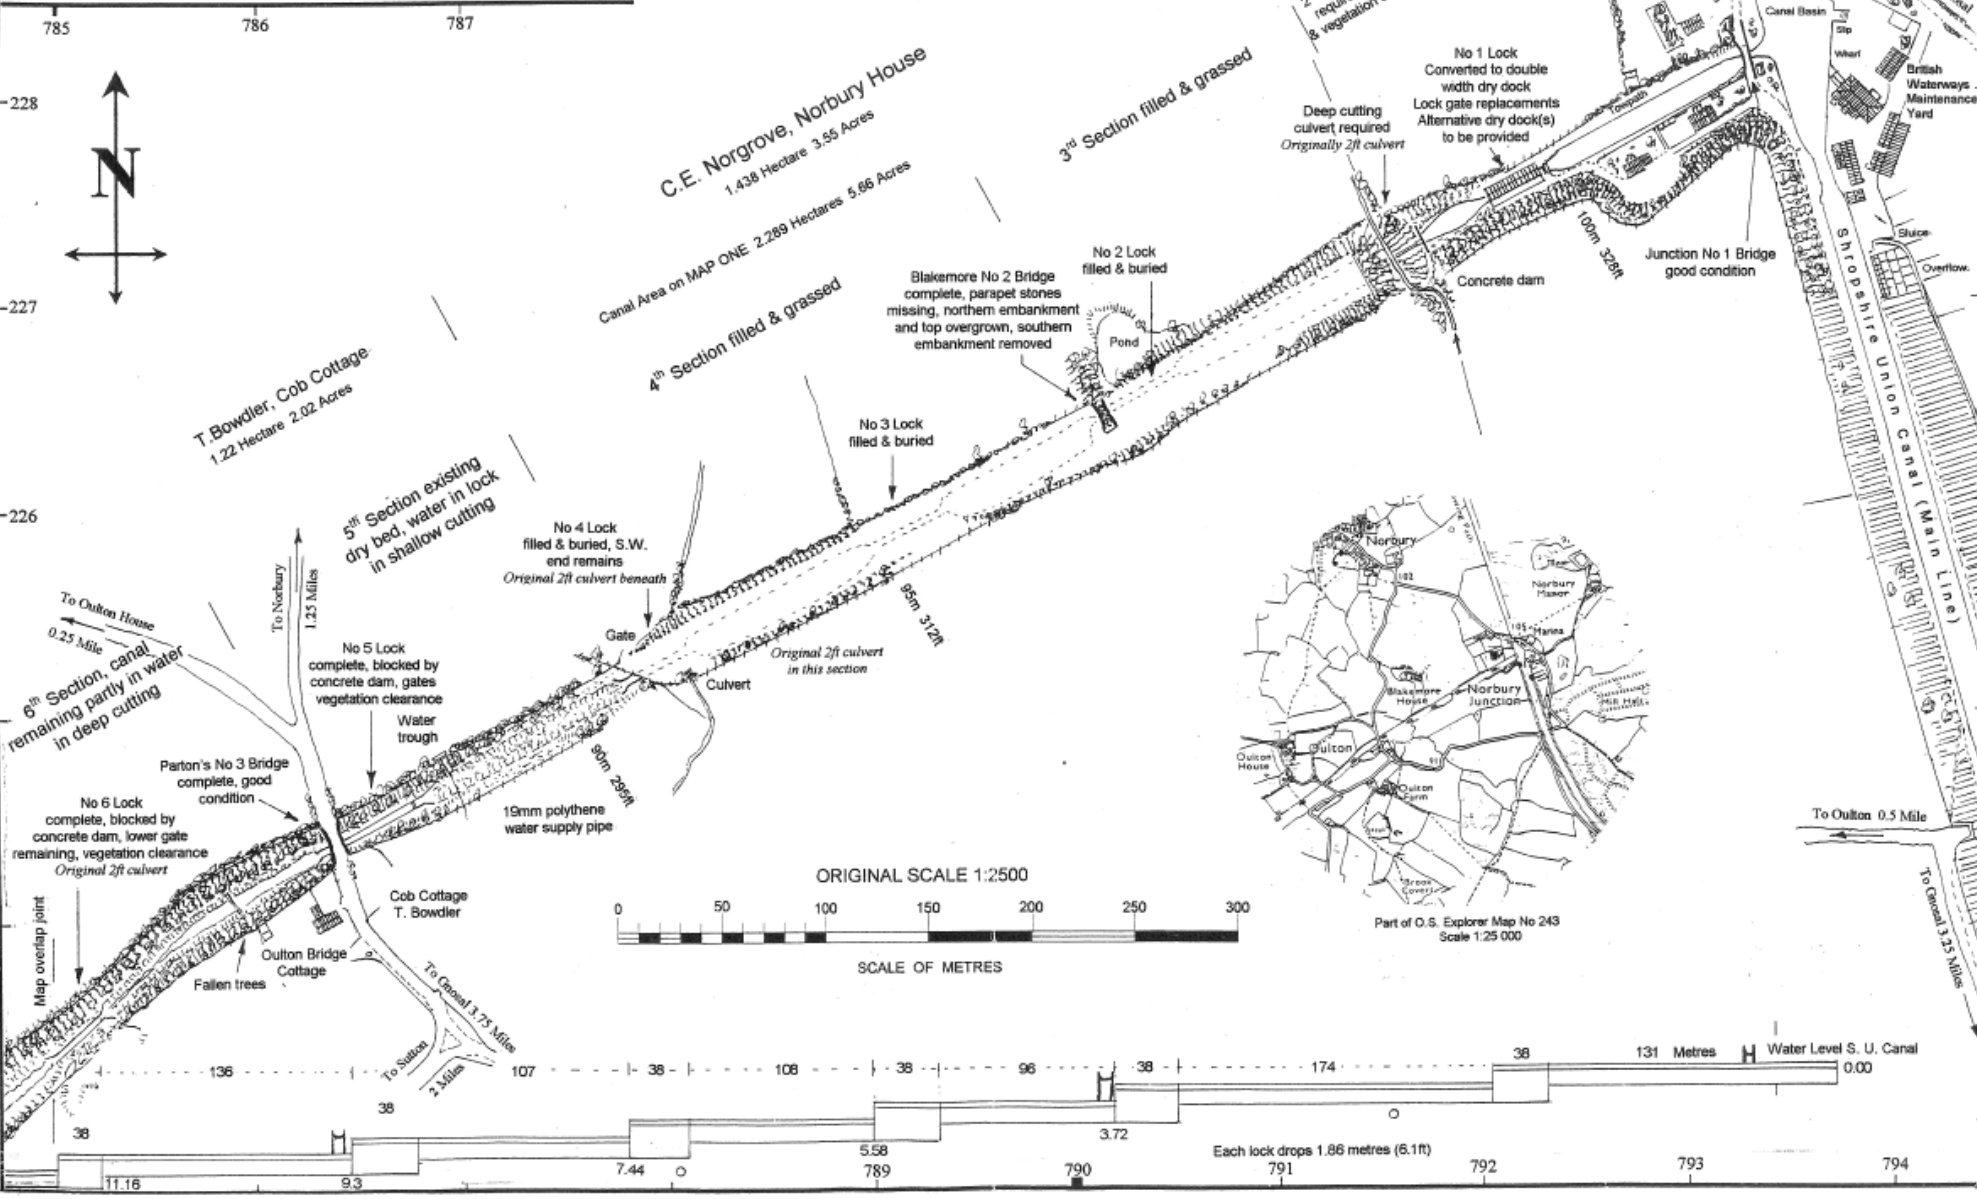 785
786
787
228
227
226
N
2
requir
& vegetation
C.E. Norgrove, Norbury House
1.438 Hectare 3.55 Acres
Canal Area on MAP ONE 2.289 Hectares 5.66 Acres
3rd Section filled & grassed
4th Section filled & grassed
T.Bowdler, Cob Cottage
1.22 Hectare 2.02 Acres
5th Section existing
dry bed, water in lock
in shallow cutting
6th Section, canal
remaining partly in water
in deep cutting
Canal Basin
Slip
Wharf
British
Waterways
Maintenance
Yard
No 1 Lock
Converted to double
width dry dock
Lock gate replacements
Alternative dry dock(s)
to be provided
Towpath
Deep cutting
culvert required
Originally 2ft culvert
100m 328ft
Junction No 1 Bridge
good condition
Sluice
Overflow.
Shropshire Union Canal (Main Line)
Concrete dam
No 2 Lock
filled & buried
Blakemore No 2 Bridge
complete, parapet stones
missing, northern embankment
and top overgrown, southern
embankment removed
Pond
No 3 Lock
filled & buried
No 4 Lock
filled & buried, S.W.
end remains
Original 2ft culvert beneath
95m 312ft
Gate
Original 2ft culvert
in this section
Culvert
To Norbury
1.25 Miles
To Oulton House
0.25 Mile
No 5 Lock
complete, blocked by
concrete dam, gates
vegetation clearance
Water
trough
90m 295ft
19mm polythene
water supply pipe
Parton's No 3 Bridge
complete, good
condition
No 6 Lock
complete, blocked by
concrete dam, lower gate
remaining, vegetation clearance
Original 2ft culvert
Map overlap joint
Cob Cottage
T. Bowdler
Oulton Bridge
Cottage
Fallen trees
To Gnosal 3.75 Miles
To Sutton
2 Miles
Norbury
102
Norbury
Manor
105
Marina
Blakemore
House
Norbury
Junction
Mill Hals
Oulton
Oulton
House
Oulton
Farm
Brook
Covert
Part of O.S. Explorer Map No 243
Scale 1:25 000
To Oulton 0.5 Mile
To Gnosal 3.25 Miles
ORIGINAL SCALE 1:2500
0 50 100 150 200 250 300
SCALE OF METRES
136
38
107
38
108
38
96
38
174
38
131 Metres
Water Level S. U. Canal
0.00
38
11.16
9.3
7.44
5.58
3.72
Each lock drops 1.86 metres (6.1ft)
789
790
791
792
793
794